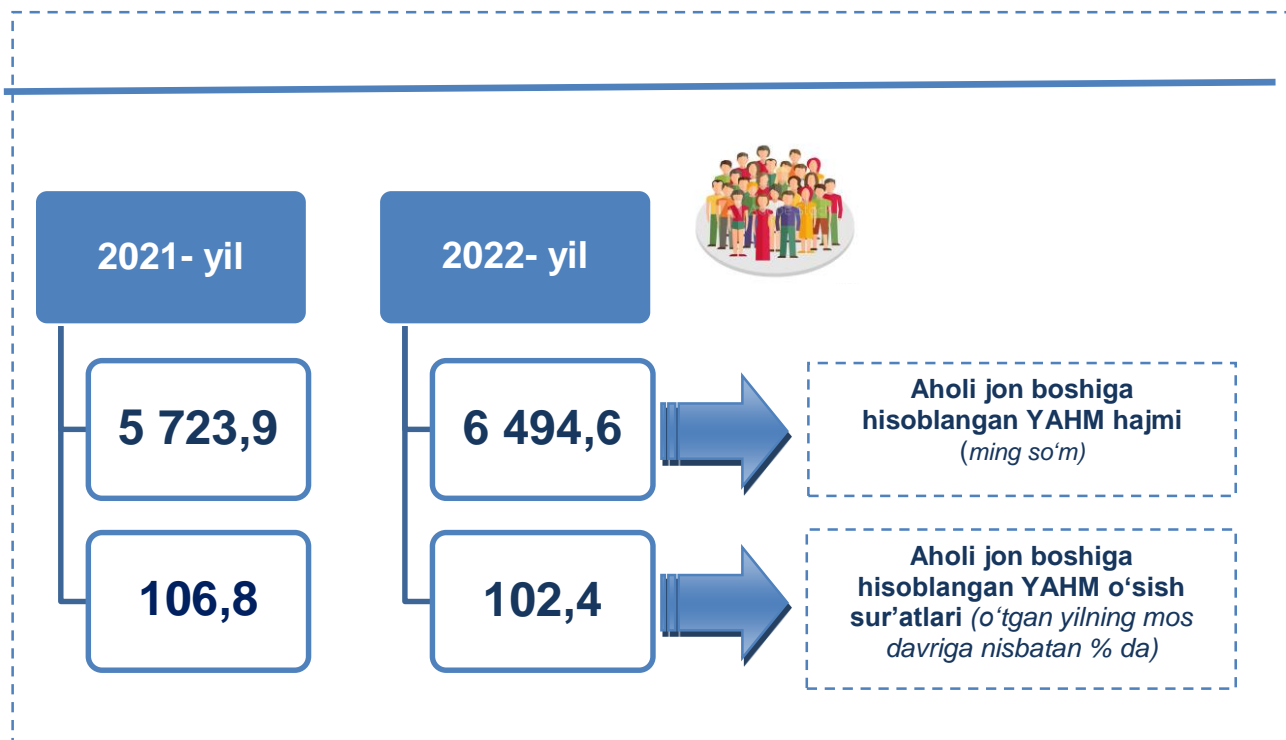 2021- yil
2022- yil
5 723,9
6 494,6
Aholi jon boshiga
hisoblangan YAHM hajmi
(ming so‘m)
106,8
102,4
Aholi jon boshiga
hisoblangan YAHM o‘sish
sur’atlari (o‘tgan yilning mos
davriga nisbatan % da)